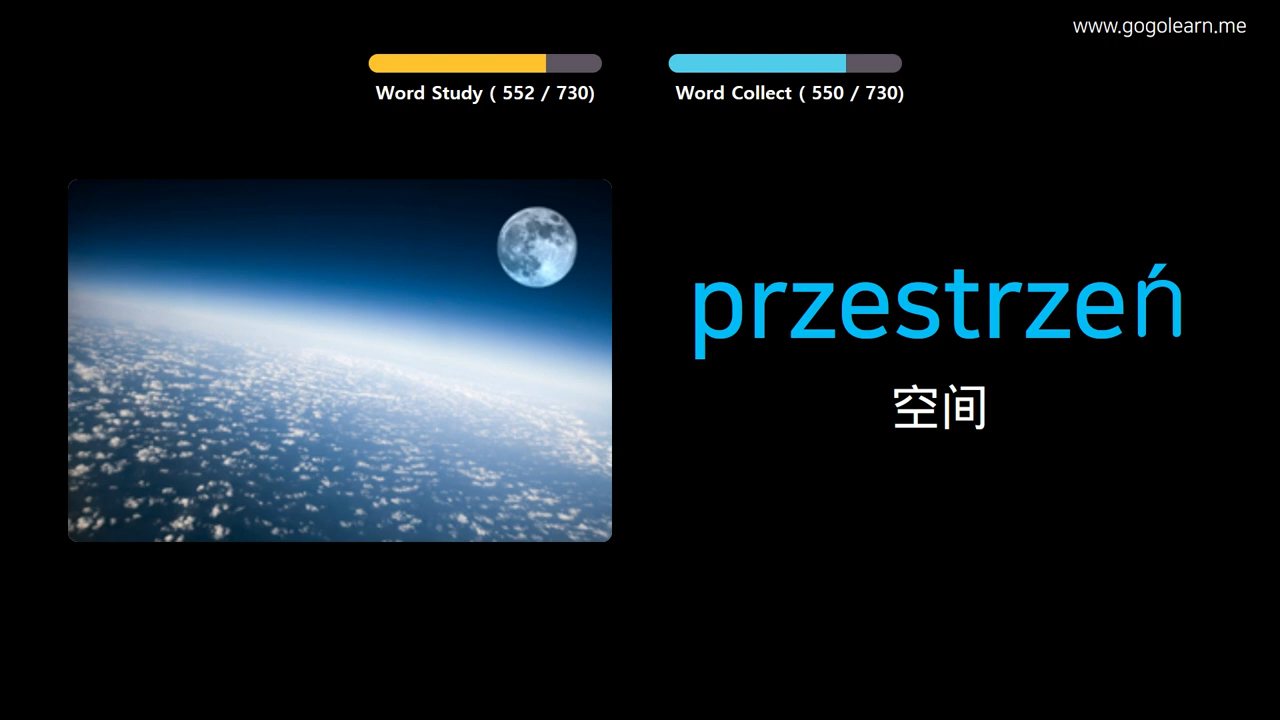 www.gogolearn.me
Word Study ( 552 / 730)
Word Collect ( 550 / 730)
przestrzeń
空间